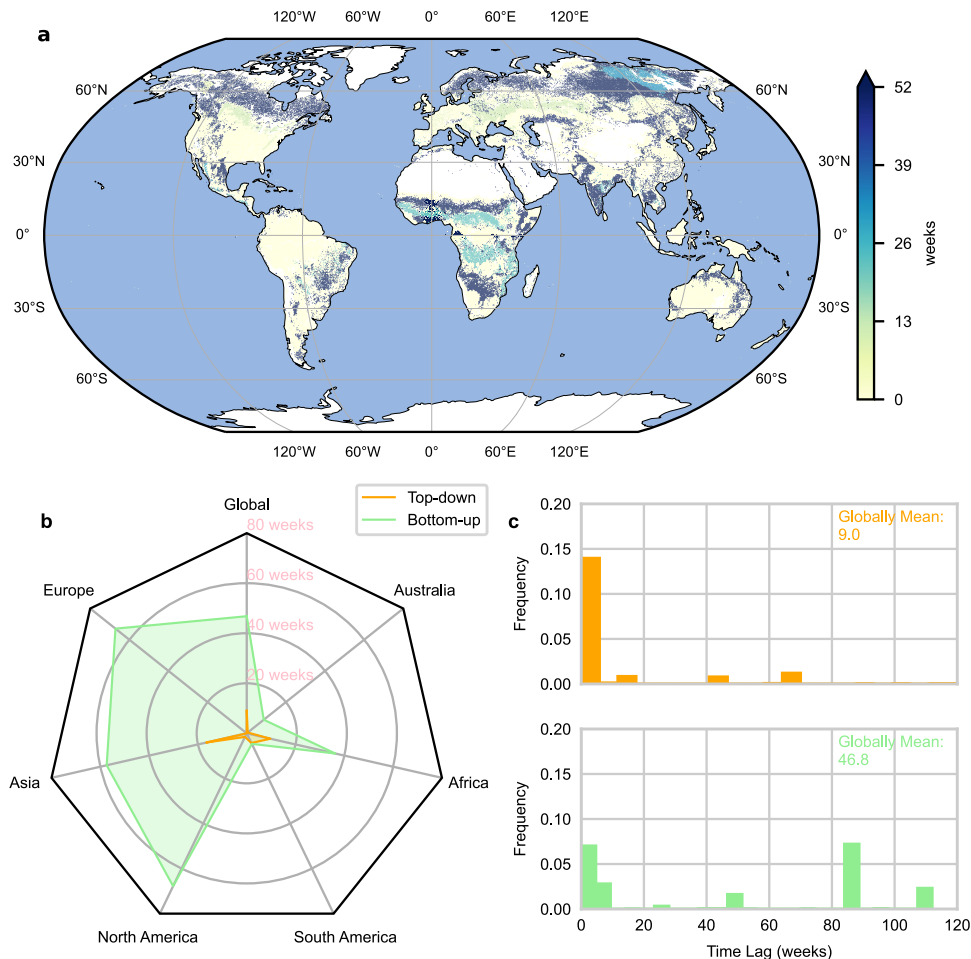 120°W 60°W 0° 60°E 120°E
a
60°N 60°N
30°N 30°N
0° 0°
30°S 30°S
60°S 60°S
120°W 60°W 0° 60°E 120°E
52
39
26
13
0
weeks
Top-down
Bottom-up
b
Global
80 weeks
60 weeks
40 weeks
20 weeks
Europe
Australia
Asia
Africa
North America
South America
c
0.20
0.15
0.10
0.05
0.00
Frequency
Globally Mean:
9.0
0.20
0.15
0.10
0.05
0.00
Frequency
Globally Mean:
46.8
0 20 40 60 80 100 120
Time Lag (weeks)